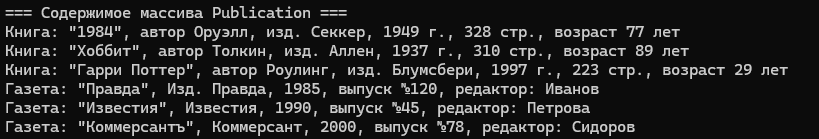 === Содержимое массива Publication ===
Книга: "1984", автор Оруэлл, изд. Секкер, 1949 г., 328 стр., возраст 77 лет
Книга: "Хоббит", автор Толкин, изд. Аллен, 1937 г., 310 стр., возраст 89 лет
Книга: "Гарри Поттер", автор Роулинг, изд. Блумсбери, 1997 г., 223 стр., возраст 29 лет
Газета: "Правда", Изд. Правда, 1985, выпуск №120, редактор: Иванов
Газета: "Известия", Известия, 1990, выпуск №45, редактор: Петрова
Газета: "Коммерсантъ", Коммерсант, 2000, выпуск №78, редактор: Сидоров